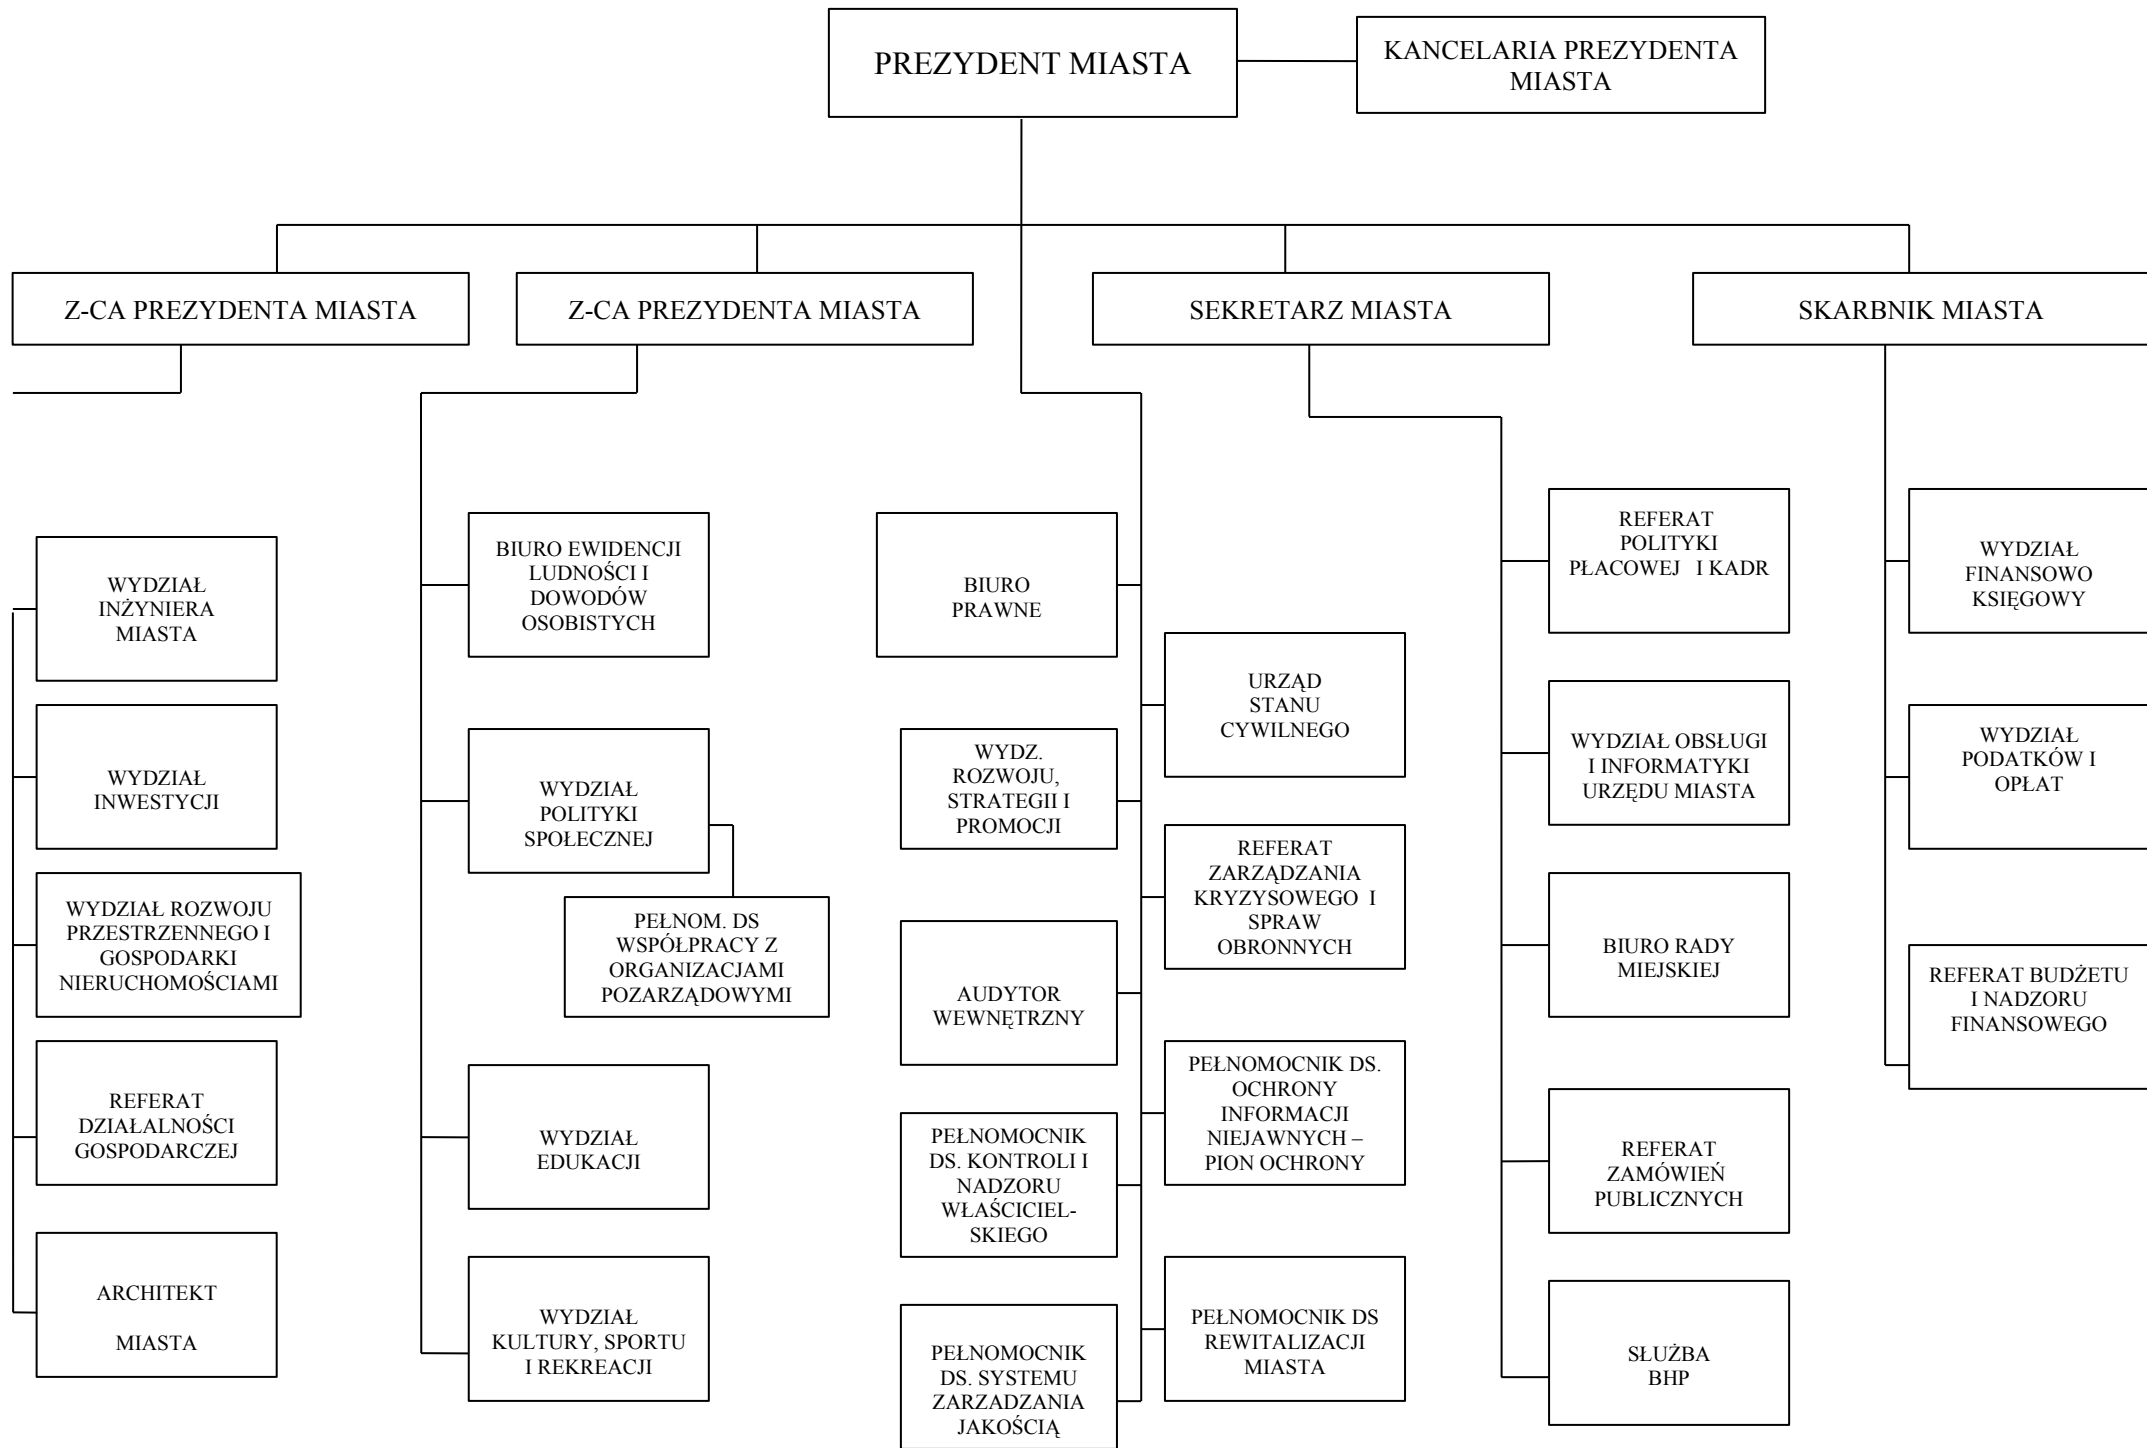 PREZYDENT MIASTA
KANCELARIA PREZYDENTA
MIASTA
Z-CA PREZYDENTA MIASTA
Z-CA PREZYDENTA MIASTA
SEKRETARZ MIASTA
SKARBNIK MIASTA
WYDZIAŁ
INŻYNIERA
MIASTA
WYDZIAŁ
INWESTYCJI
WYDZIAŁ ROZWOJU
PRZESTRZENNEGO I
GOSPODARKI
NIERUCHOMOŚCIAMI
REFERAT
DZIAŁALNOŚCI
GOSPODARCZEJ
ARCHITEKT
MIASTA
BIURO EWIDENCJI
LUDNOŚCI I
DOWODÓW
OSOBISTYCH
WYDZIAŁ
POLITYKI
SPOŁECZNEJ
PEŁNOM. DS
WSPÓŁPRACY Z
ORGANIZACJAMI
POZARZĄDOWYMI
WYDZIAŁ
EDUKACJI
WYDZIAŁ
KULTURY, SPORTU
I REKREACJI
BIURO
PRAWNE
WYDZ.
ROZWOJU,
STRATEGII I
PROMOCJI
AUDYTOR
WEWNĘTRZNY
PEŁNOMOCNIK
DS. KONTROLI I
NADZORU
WŁAŚCICIEL-
SKIEGO
PEŁNOMOCNIK
DS. SYSTEMU
ZARZADZANIA
JAKOŚCIĄ
URZĄD
STANU
CYWILNEGO
REFERAT
ZARZĄDZANIA
KRYZYSOWEGO I
SPRAW
OBRONNYCH
PEŁNOMOCNIK DS.
OCHRONY
INFORMACJI
NIEJAWNYCH –
PION OCHRONY
PEŁNOMOCNIK DS
REWITALIZACJI
MIASTA
REFERAT
POLITYKI
PŁACOWEJ I KADR
WYDZIAŁ OBSŁUGI
I INFORMATYKI
URZĘDU MIASTA
BIURO RADY
MIEJSKIEJ
REFERAT
ZAMÓWIEŃ
PUBLICZNYCH
SŁUŻBA
BHP
WYDZIAŁ
FINANSOWO
KSIĘGOWY
WYDZIAŁ
PODATKÓW I
OPŁAT
REFERAT BUDŻETU
I NADZORU
FINANSOWEGO